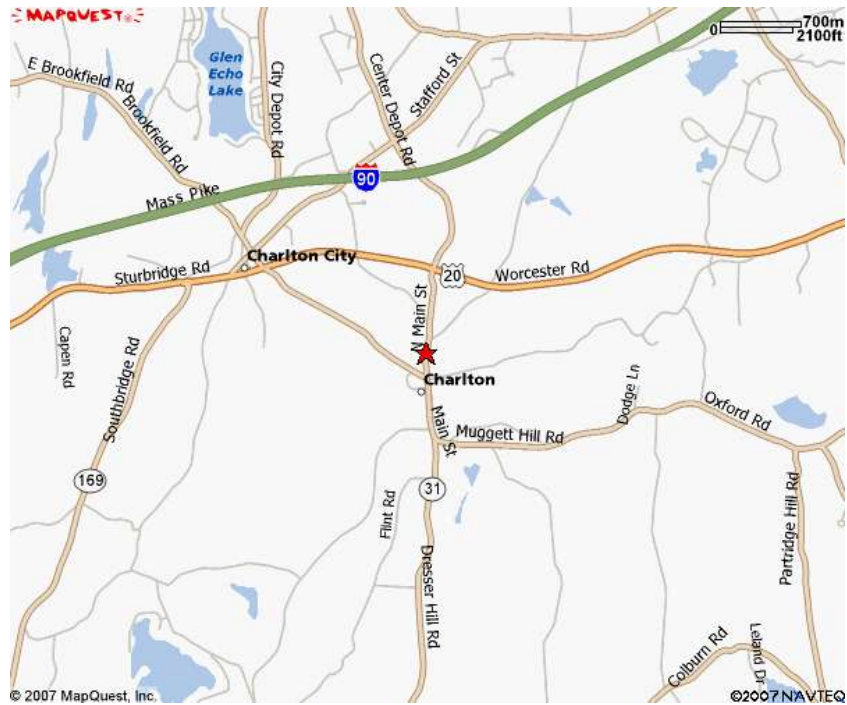 MAPQUEST
700m
0
2100ft
Glen
Echo
Lake
E Brookfield Rd
Brookfield Rd
City Depot Rd
Center Depot Rd
Stafford St
90
Mass Pike
Charlton City
Sturbridge Rd
20
Worcester Rd
N Main St
Capen Rd
Southbridge Rd
Charlton
Main St
Muggett Hill Rd
Dodge Ln
Oxford Rd
169
31
Flint Rd
Dresser Hill Rd
Partridge Hill Rd
Colburn Rd
Leland Dr
© 2007 MapQuest, Inc.
©2007 NAVTEQ